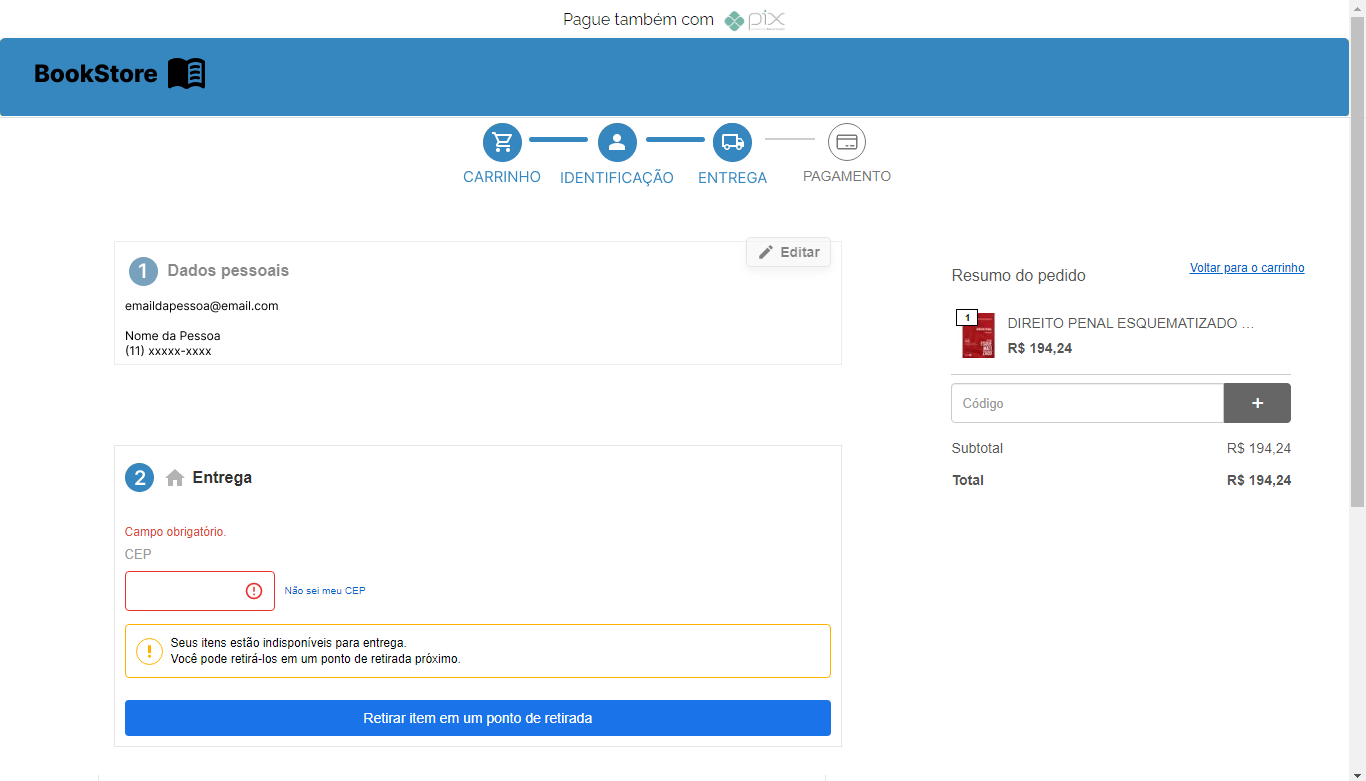 Pague também com pix
BookStore
CARRINHO
IDENTIFICAÇÃO
ENTREGA
PAGAMENTO
1 Dados pessoais
Editar
emaildapessoa@email.com
Nome da Pessoa
(11) xxxxx-xxxx
2 Entrega
Campo obrigatório.
CEP
Não sei meu CEP
Seus itens estão indisponíveis para entrega.
Você pode retirá-los em um ponto de retirada próximo.
Retirar item em um ponto de retirada
Resumo do pedido
Voltar para o carrinho
1
DIREITO PENAL ESQUEMATIZADO ...
R$ 194,24
Código
+
Subtotal R$ 194,24
Total R$ 194,24